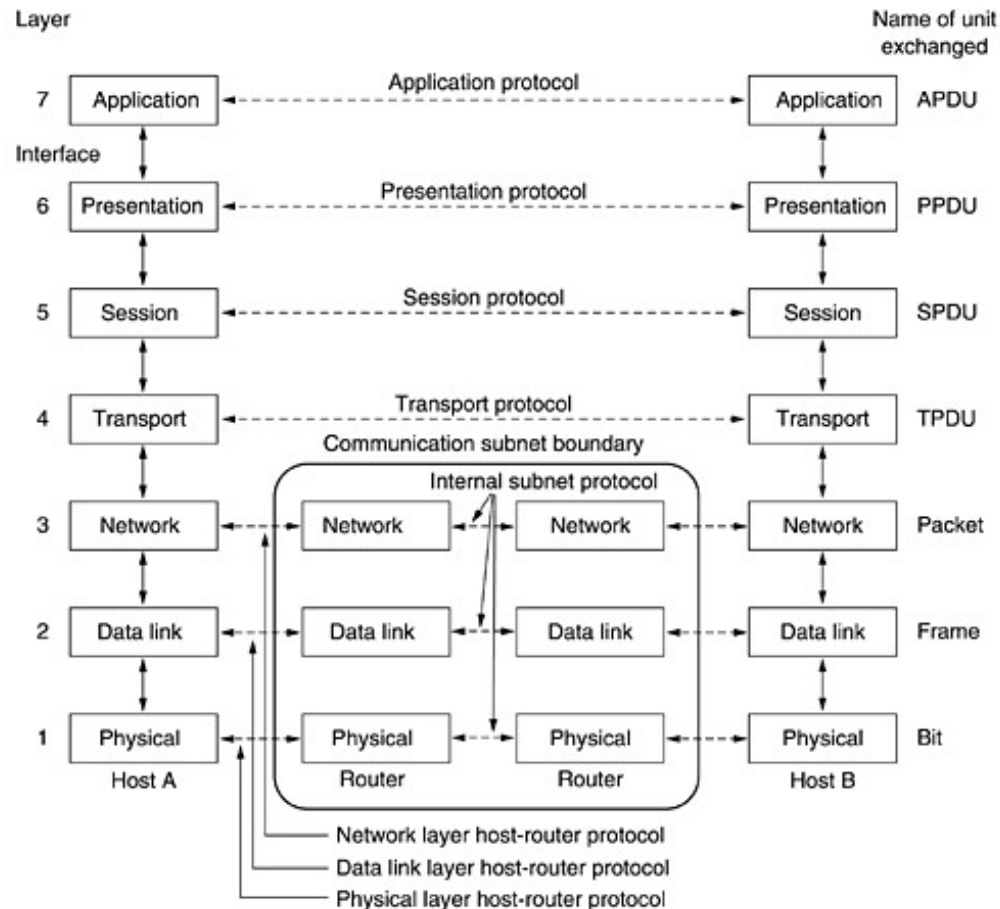 Layer
Name of unit
exchanged
7
Application
Application protocol
Application
APDU
Interface
6
Presentation
Presentation protocol
Presentation
PPDU
5
Session
Session protocol
Session
SPDU
4
Transport
Transport protocol
Transport
TPDU
Communication subnet boundary
Internal subnet protocol
3
Network
Network
Network
Network
Packet
2
Data link
Data link
Data link
Data link
Frame
1
Physical
Physical
Physical
Physical
Bit
Host A
Router
Router
Host B
Network layer host-router protocol
Data link layer host-router protocol
Physical layer host-router protocol